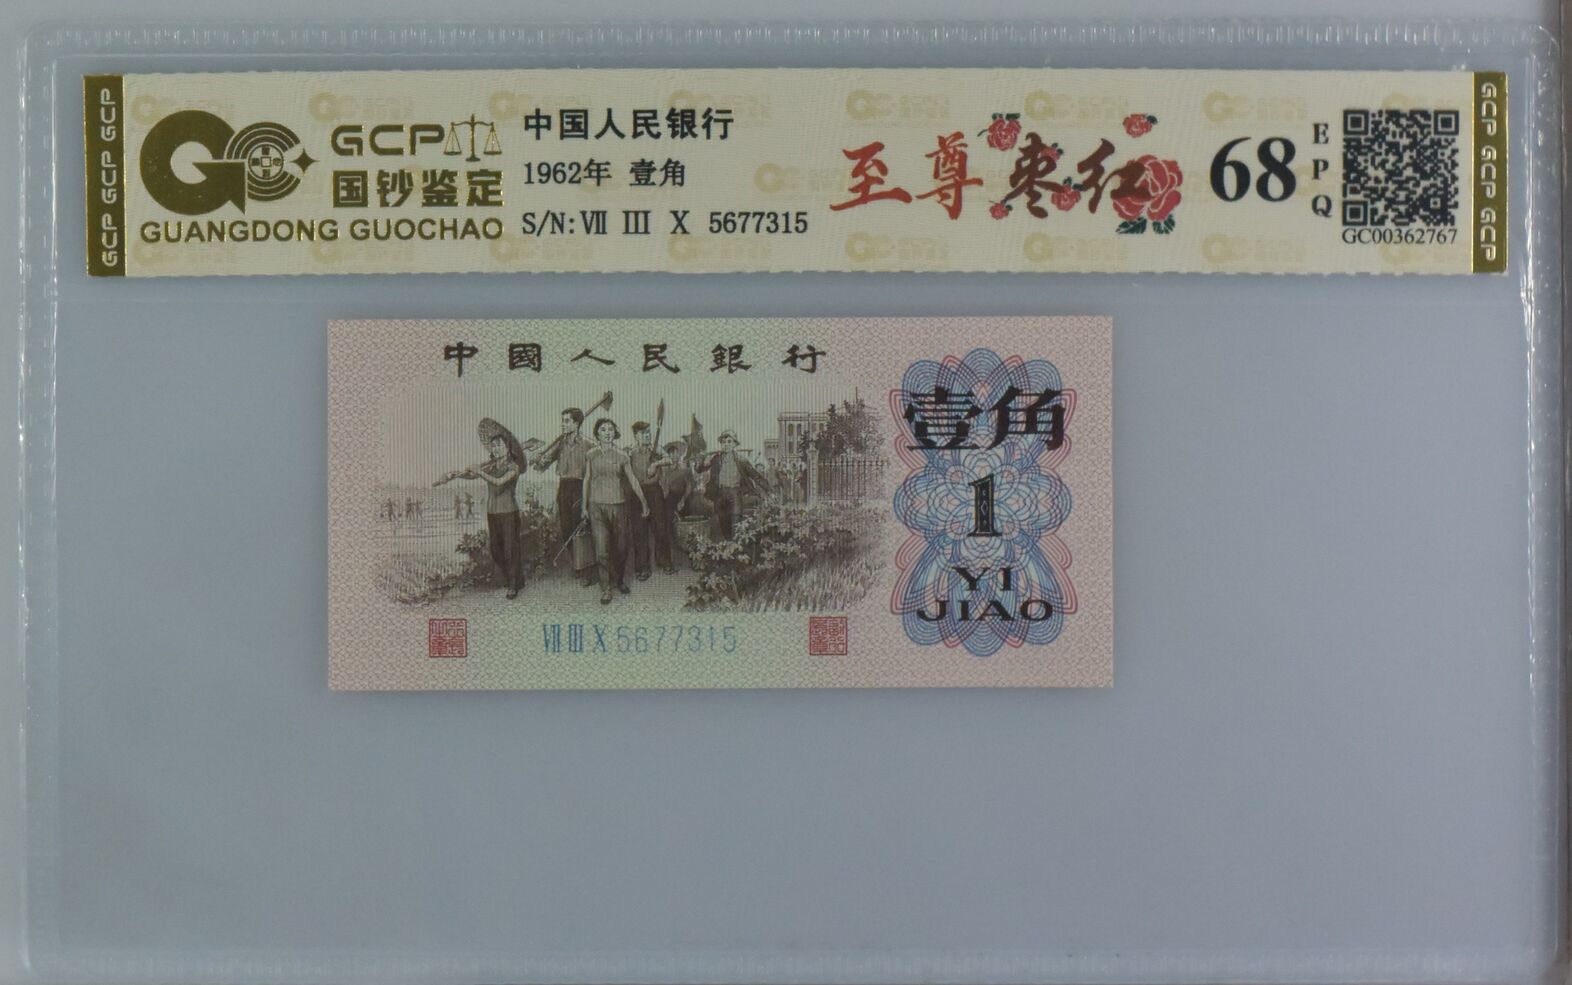 GCP GCP GCP
GCP
国钞鉴定
GUANGDONG GUOCHAO
中国人民银行
1962年 壹角
S/N: Ⅶ Ⅲ Ⅹ 5677315
至尊枣红
68
EPQ
GC00362767
GCP GCP GCP
中國人民銀行
壹角
1
YI
JIAO
Ⅶ Ⅲ Ⅹ 5677315